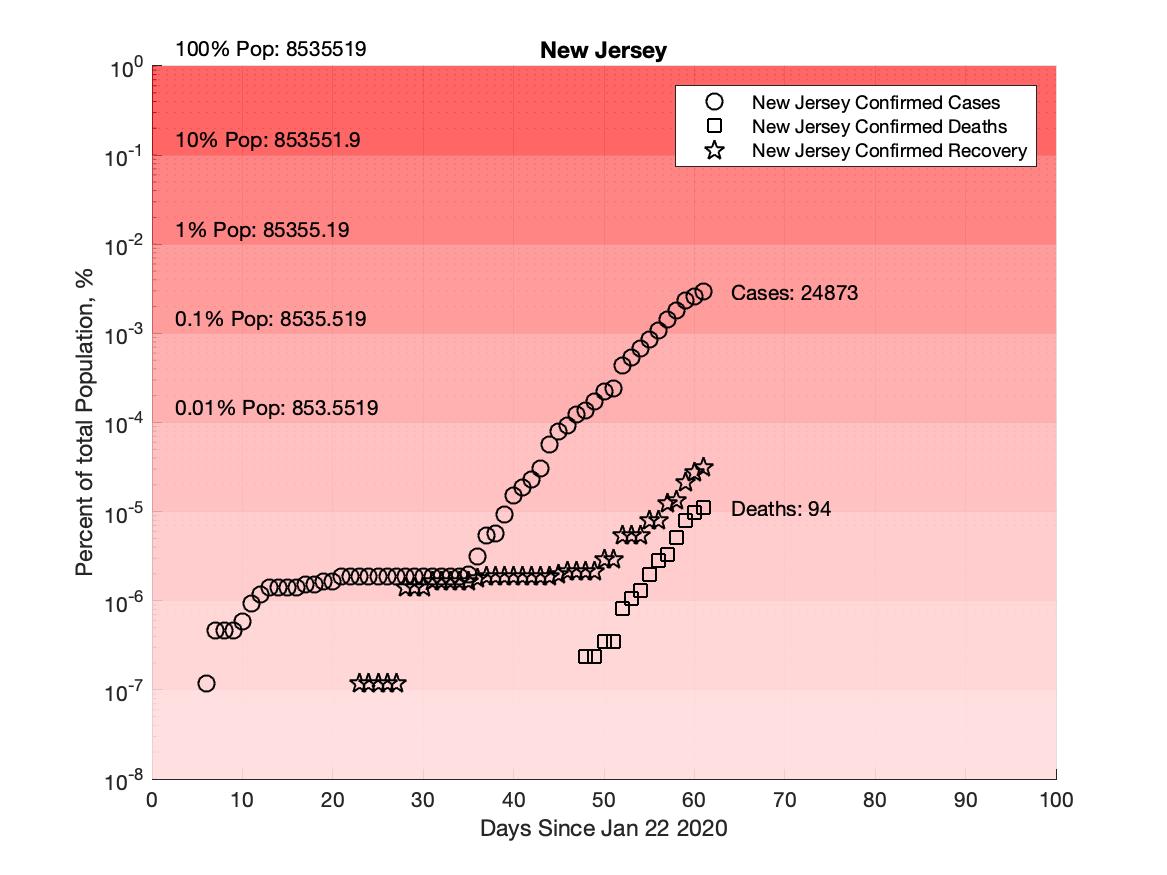 100% Pop: 8535519
New Jersey
10⁰
New Jersey Confirmed Cases
New Jersey Confirmed Deaths
New Jersey Confirmed Recovery
10% Pop: 853551.9
10⁻¹
1% Pop: 85355.19
10⁻²
Cases: 24873
0.1% Pop: 8535.519
10⁻³
0.01% Pop: 853.5519
10⁻⁴
Percent of total Population, %
10⁻⁵
Deaths: 94
10⁻⁶
10⁻⁷
10⁻⁸
0 10 20 30 40 50 60 70 80 90 100
Days Since Jan 22 2020